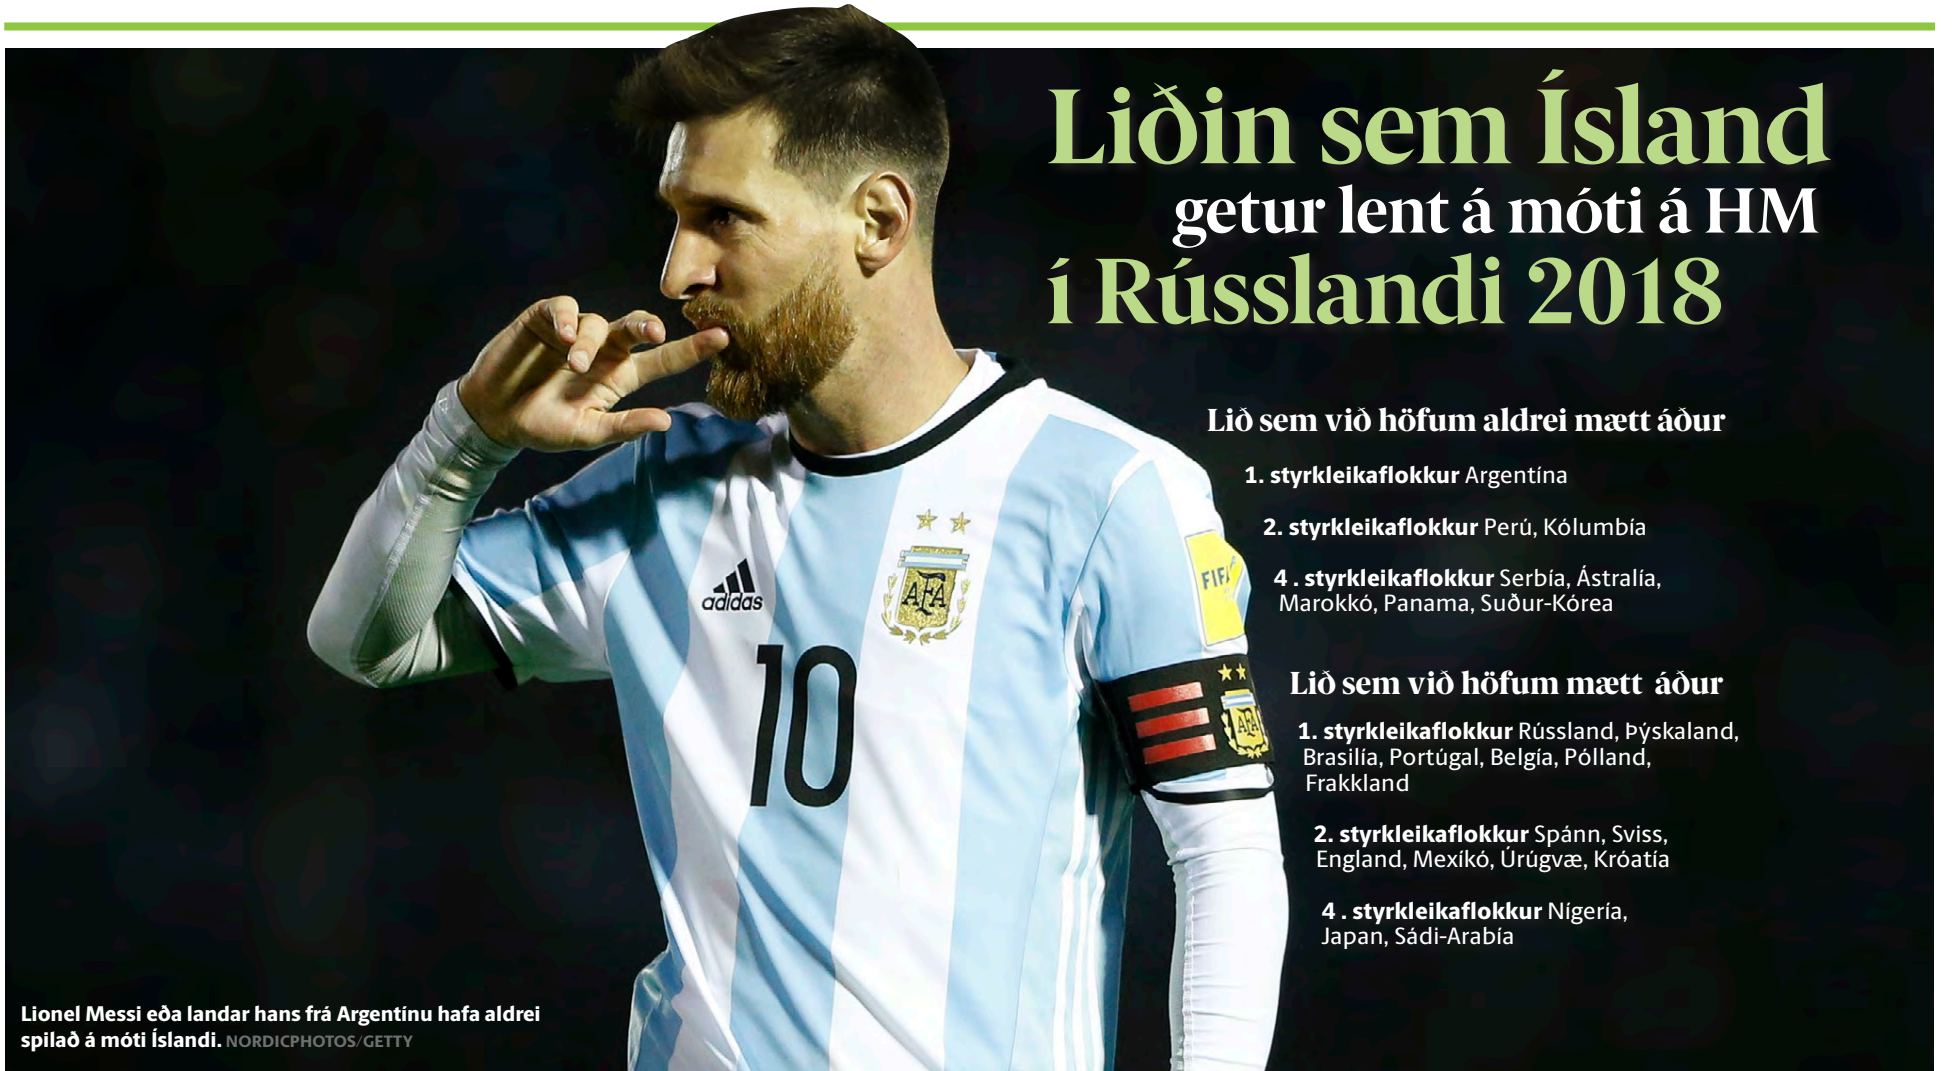 Liðin sem Ísland
getur lent á móti á HM
í Rússlandi 2018
Lið sem við höfum aldrei mætt áður
1. styrkleikaflokkur Argentína
2. styrkleikaflokkur Perú, Kólumbía
4 . styrkleikaflokkur Serbía, Ástralía,
Marokkó, Panama, Suður-Kórea
Lið sem við höfum mætt áður
1. styrkleikaflokkur Rússland, Þýskaland,
Brasilía, Portúgal, Belgía, Pólland,
Frakkland
2. styrkleikaflokkur Spánn, Sviss,
England, Mexíkó, Úrúgvæ, Króatía
4 . styrkleikaflokkur Nígería,
Japan, Sádi-Arabía
adidas
AFA
10
FIFA
AFA
Lionel Messi eða landar hans frá Argentínu hafa aldrei
spilað á móti Íslandi. NORDICPHOTOS/GETTY